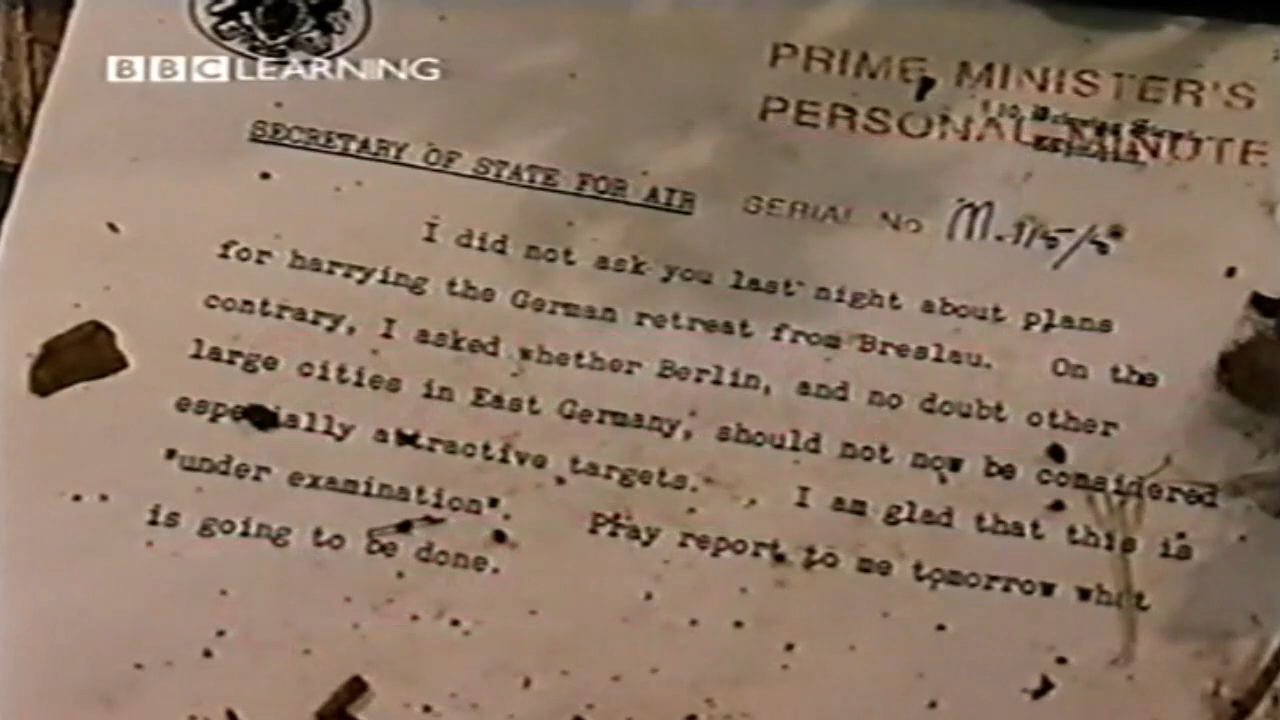 BBC LEARNING
PRIME MINISTER'S
PERSONAL MINUTE
SECRETARY OF STATE FOR AIR
SERIAL No
I did not ask you last night about plans
for harrying the German retreat from Breslau. On the
contrary, I asked whether Berlin, and no doubt other
large cities in East Germany, should not now be considered
especially attractive targets. I am glad that this is
"under examination". Pray report to me tomorrow what
is going to be done.